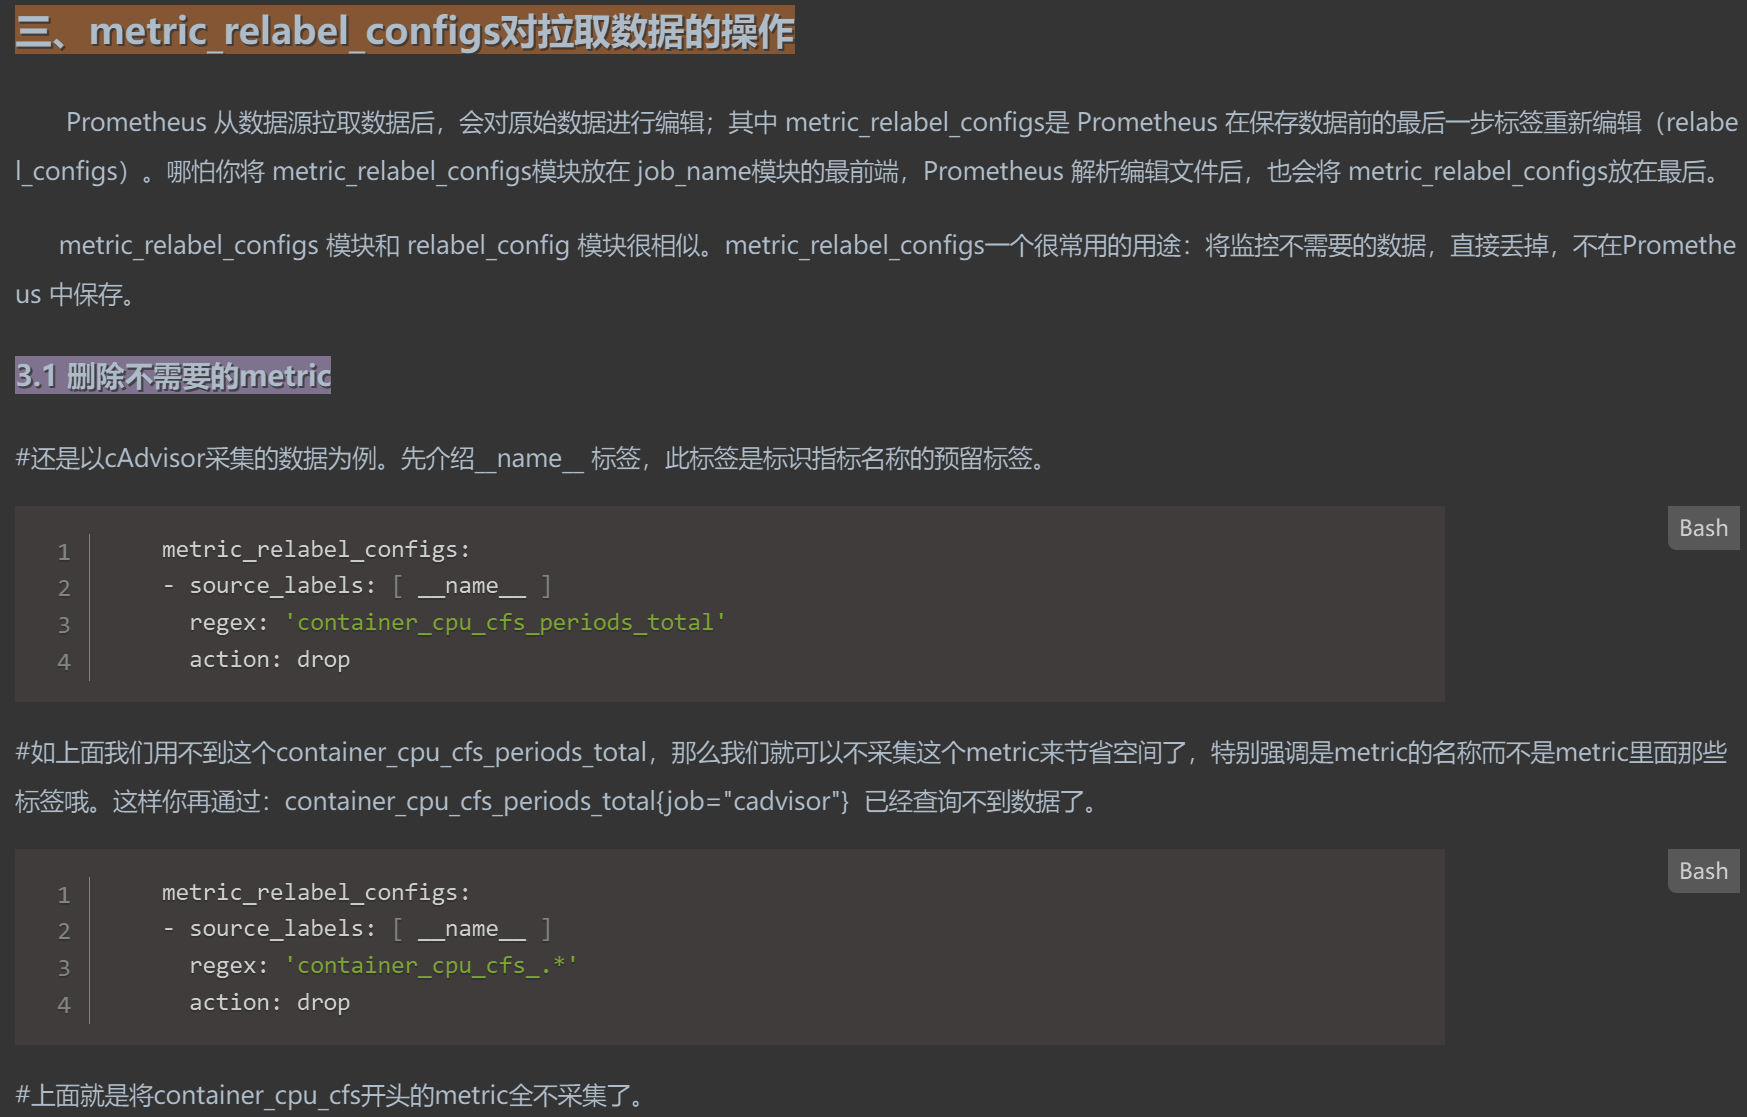 三、metric_relabel_configs对拉取数据的操作
Prometheus 从数据源拉取数据后，会对原始数据进行编辑；其中 metric_relabel_configs是 Prometheus 在保存数据前的最后一步标签重新编辑（relabe
l_configs）。哪怕你将 metric_relabel_configs模块放在 job_name模块的最前端，Prometheus 解析编辑文件后，也会将 metric_relabel_configs放在最后。
metric_relabel_configs 模块和 relabel_config 模块很相似。metric_relabel_configs一个很常用的用途：将监控不需要的数据，直接丢掉，不在Promethe
us 中保存。
3.1 删除不需要的metric
#还是以cAdvisor采集的数据为例。先介绍__name__ 标签，此标签是标识指标名称的预留标签。
Bash
1 metric_relabel_configs:
2 - source_labels: [ __name__ ]
3 regex: 'container_cpu_cfs_periods_total'
4 action: drop
#如上面我们用不到这个container_cpu_cfs_periods_total，那么我们就可以不采集这个metric来节省空间了，特别强调是metric的名称而不是metric里面那些
标签哦。这样你再通过：container_cpu_cfs_periods_total{job="cadvisor"} 已经查询不到数据了。
Bash
1 metric_relabel_configs:
2 - source_labels: [ __name__ ]
3 regex: 'container_cpu_cfs_.*'
4 action: drop
#上面就是将container_cpu_cfs开头的metric全不采集了。